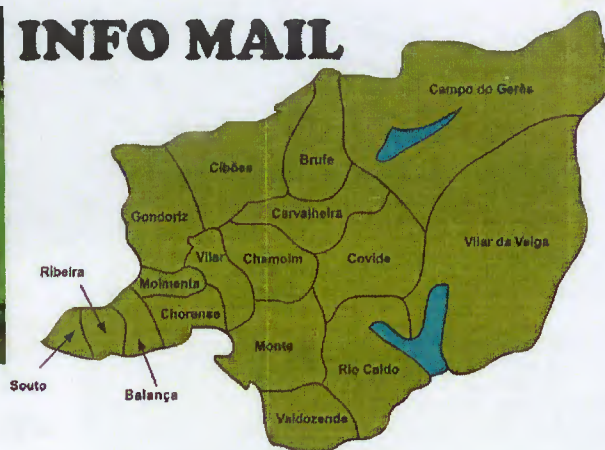 INFO MAIL
Campo do Gerês
Brufe
Cibões
Carvalheira
Gondoriz
Vilar da Veiga
Vilar
Chamoim
Covide
Ribeira
Moimenta
Chorense
Monte
Rio Caldo
Souto
Balança
Valdozende